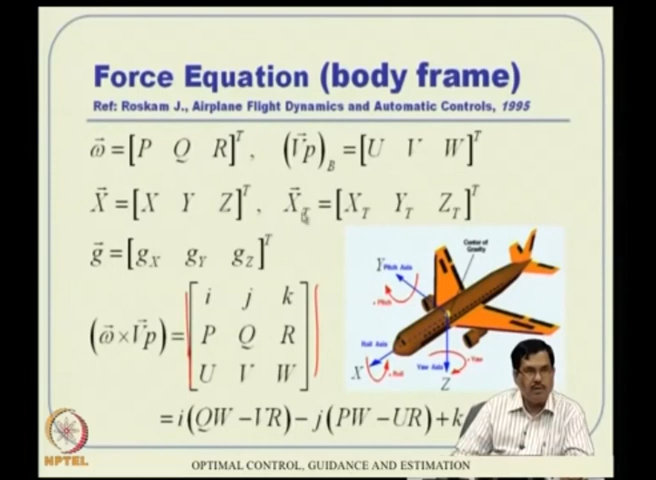 Force Equation (body frame)
Ref: Roskam J., Airplane Flight Dynamics and Automatic Controls, 1995
ω⃗ = [P Q R]ᵀ, (V⃗p)_B = [U V W]ᵀ
X⃗ = [X Y Z]ᵀ, X⃗_T = [X_T Y_T Z_T]ᵀ
g⃗ = [g_X g_Y g_Z]ᵀ
(ω⃗ × V⃗p) = [i j k
P Q R
U V W]
= i(QW − VR) − j(PW − UR) + k
Center of
Gravity
Y Pitch Axis
+ Pitch
Roll Axis
X
+ Roll
Yaw Axis
+ Yaw
Z
NPTEL
OPTIMAL CONTROL, GUIDANCE AND ESTIMATION